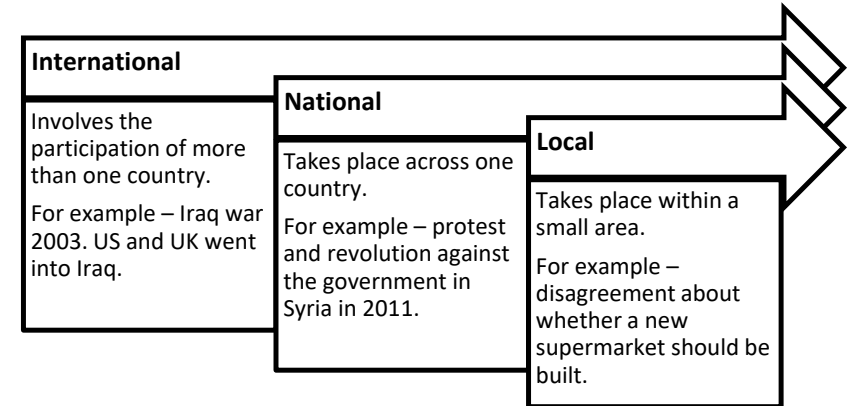 International
Involves the
participation of more
than one country.
For example – Iraq war
2003. US and UK went
into Iraq.
National
Takes place across one
country.
For example – protest
and revolution against
the government in
Syria in 2011.
Local
Takes place within a
small area.
For example –
disagreement about
whether a new
supermarket should be
built.